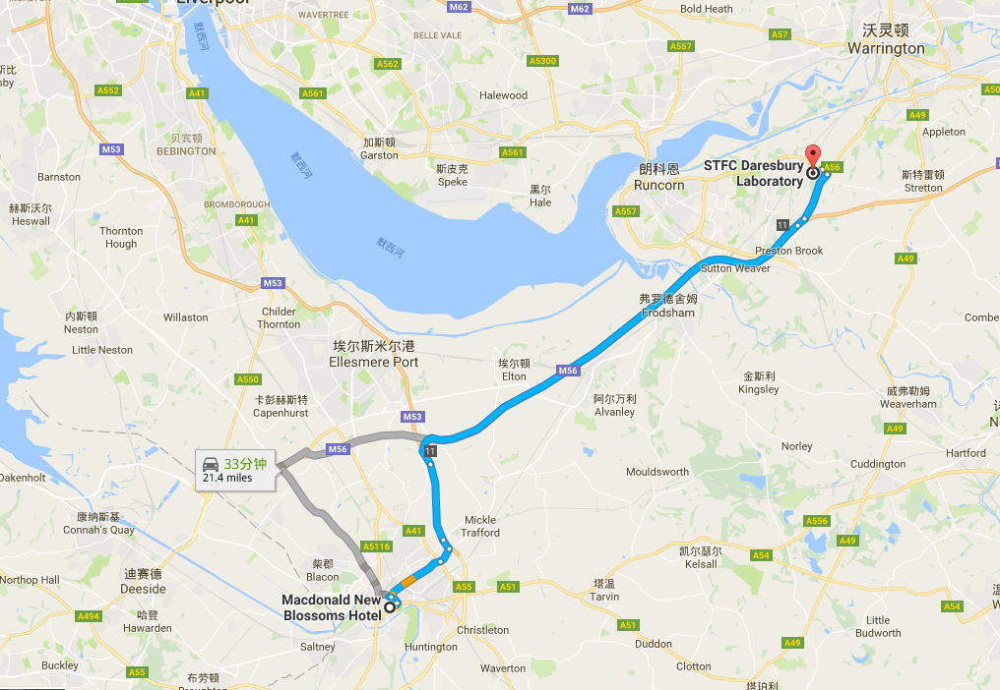 Liverpool
M62
M62
WAVERTREE
Bold Heath
BELLE VALE
A57
沃灵顿
Warrington
A557
A562
A5300
默西河
A552
A41
A561
Halewood
A49
Appleton
贝宾顿
BEBINGTON
加斯顿
Garston
A561
M53
斯皮克
Speke
朗科恩
Runcorn
STFC Daresbury
Laboratory
A56
默西河
Barnston
黑尔
Hale
斯特雷顿
Stretton
赫斯沃尔
Heswall
BROMBOROUGH
A41
A557
11
Thornton
Hough
默西河
Preston Brook
A49
Sutton Weaver
M53
弗罗德舍姆
Frodsham
内斯顿
Neston
Willaston
Childer
Thornton
Little Neston
埃尔斯米尔港
Ellesmere Port
埃尔顿
Elton
M56
A550
金斯利
Kingsley
卡彭赫斯特
Capenhurst
阿尔万利
Alvanley
威弗勒姆
Weaverham
M53
A49
M56
11
Norley
Hartford
33分钟
21.4 miles
Cuddington
Mouldsworth
康纳斯基
Connah's Quay
Mickle
Trafford
A556
A41
A49
A5116
凯尔瑟尔
Kelsall
A54
柴郡
Blacon
迪赛德
Deeside
Northop Hall
A55
A51
塔温
Tarvin
Macdonald New
Blossoms Hotel
A54
A494
哈登
Hawarden
A51
Little
Budworth
Christleton
Saltney
Huntington
Duddon
A49
Buckley
A55
Waverton
Clotton
布劳顿
塔珀利